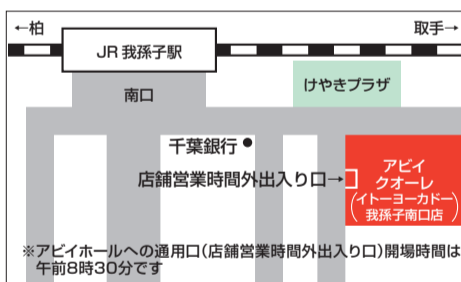 ←柏
取手→
JR 我孫子駅
南口
けやきプラザ
千葉銀行●
店舗営業時間外出入り口→
アビイ
クオーレ
(イトーヨーカドー
我孫子南口店)
※アビイホールへの通用口(店舗営業時間外出入り口)開場時間は
午前8時30分です